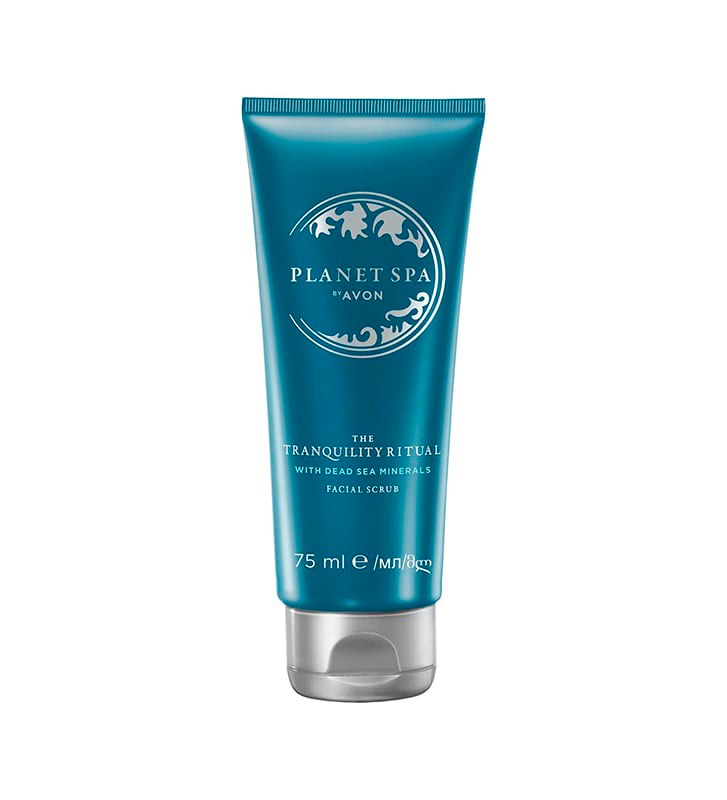 PLANET SPA
BY AVON
THE
TRANQUILITY RITUAL
WITH DEAD SEA MINERALS
FACIAL SCRUB
75 ml ℮ /мл/მლ